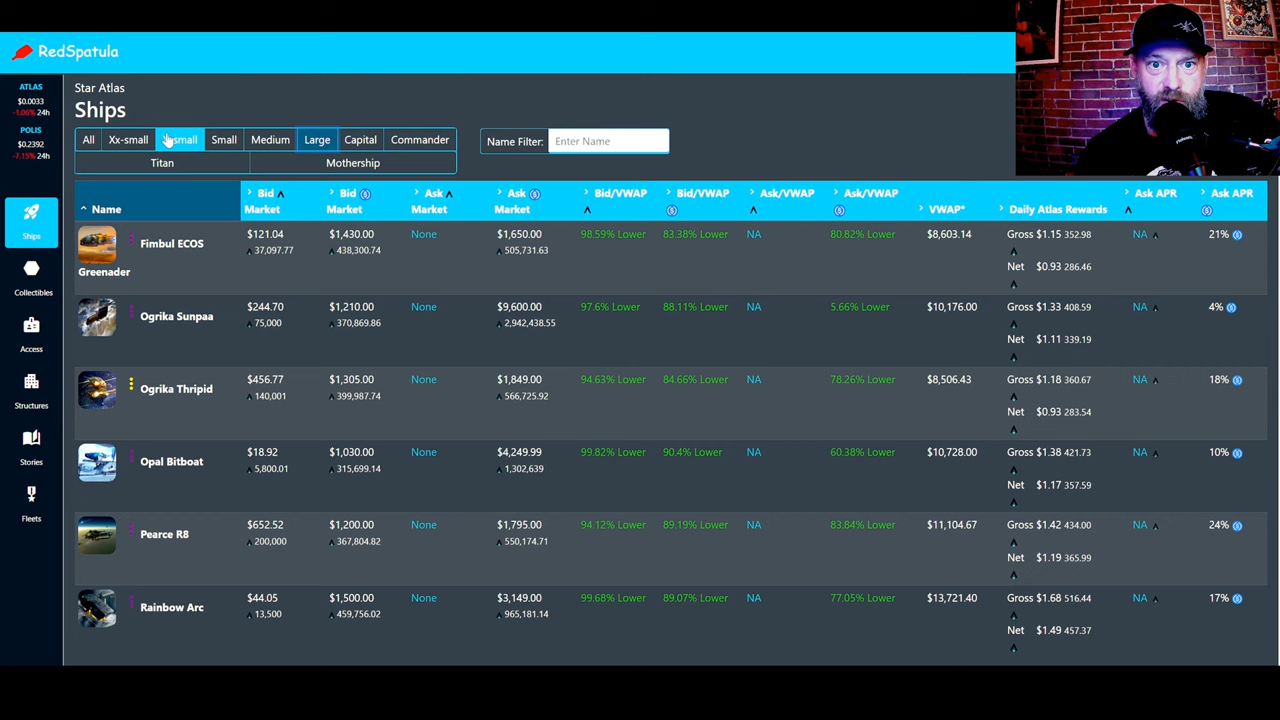 RedSpatula
ATLAS
$0.0033
-1.06% 24h
POLIS
$0.2392
-7.15% 24h
Ships
Collectibles
Access
Structures
Stories
Fleets
Star Atlas
Ships
All Xx-small small Small Medium Large Capital Commander
Titan Mothership
Name Filter: Enter Name
Name Bid Market Bid Market Ask Market Ask Market Bid/VWAP Bid/VWAP Ask/VWAP Ask/VWAP VWAP* Daily Atlas Rewards Ask APR Ask APR
Fimbul ECOS Greenader $121.04 $1,430.00 None $1,650.00 98.59% Lower 83.38% Lower NA 80.82% Lower $8,603.14 Gross $1.15 352.98 NA 21%
37,097.77 438,300.74 505,731.63
Net $0.93 286.46
Ogrika Sunpaa $244.70 $1,210.00 None $9,600.00 97.6% Lower 88.11% Lower NA 5.66% Lower $10,176.00 Gross $1.33 408.59 NA 4%
75,000 370,869.86 2,942,438.55
Net $1.11 339.19
Ogrika Thripid $456.77 $1,305.00 None $1,849.00 94.63% Lower 84.66% Lower NA 78.26% Lower $8,506.43 Gross $1.18 360.67 NA 18%
140,001 399,987.74 566,725.92
Net $0.93 283.54
Opal Bitboat $18.92 $1,030.00 None $4,249.99 99.82% Lower 90.4% Lower NA 60.38% Lower $10,728.00 Gross $1.38 421.73 NA 10%
5,800.01 315,699.14 1,302,639
Net $1.17 357.59
Pearce R8 $652.52 $1,200.00 None $1,795.00 94.12% Lower 89.19% Lower NA 83.84% Lower $11,104.67 Gross $1.42 434.00 NA 24%
200,000 367,804.82 550,174.71
Net $1.19 365.99
Rainbow Arc $44.05 $1,500.00 None $3,149.00 99.68% Lower 89.07% Lower NA 77.05% Lower $13,721.40 Gross $1.68 516.44 NA 17%
13,500 459,756.02 965,181.14
Net $1.49 457.37